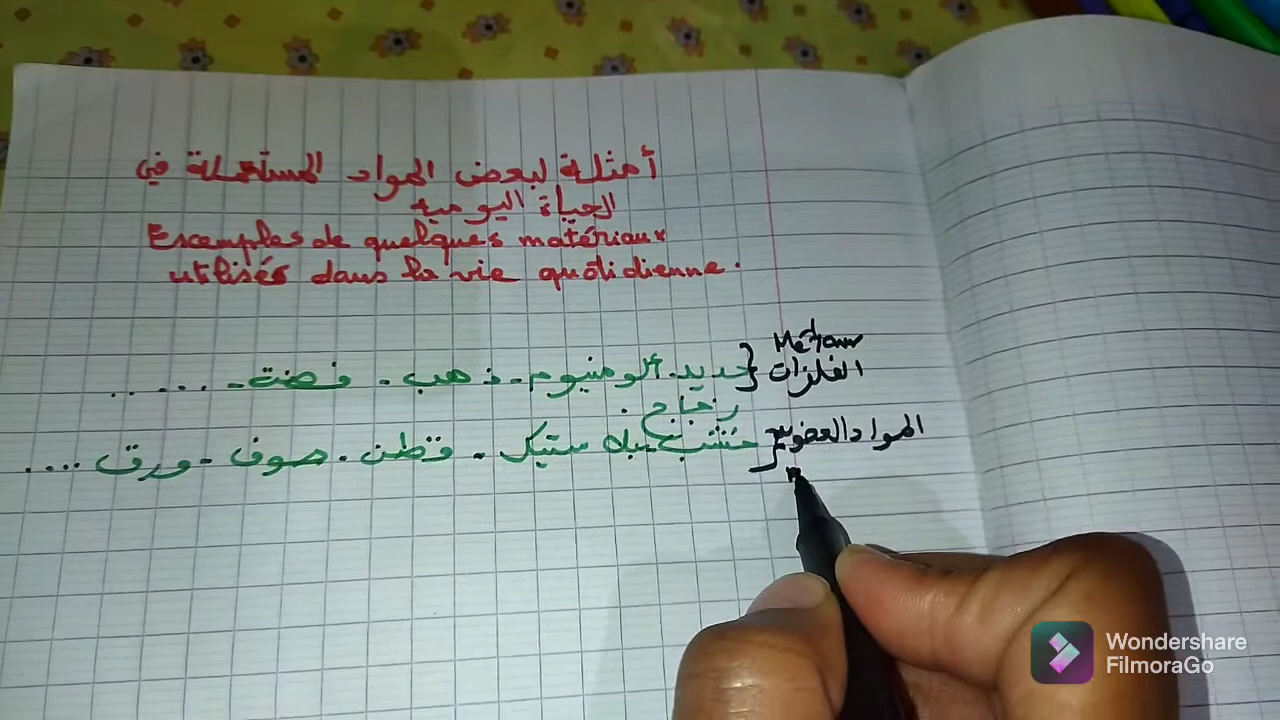 أمثلة لبعض المواد المستعملة في
الحياة اليومية
Excemples de quelques matériaux
utilisés dans la vie quotidienne.
Métaux
الفلزات } حديد. ألومنيوم - ذهب - فضة - ....
زجاج.
المواد العضوية خشب بلاستيك - قطن - صوف - ورق ....
Wondershare
FilmoraGo